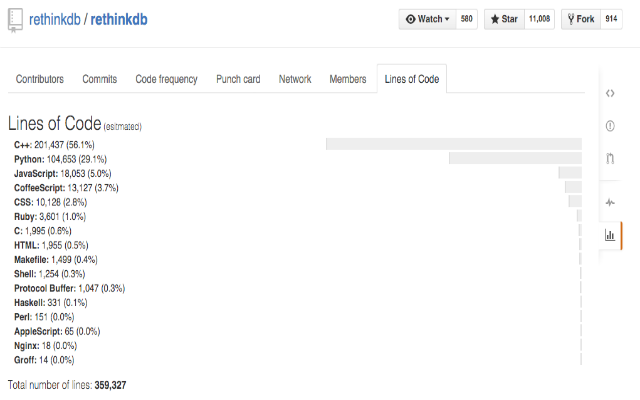 rethinkdb / rethinkdb
Watch 580 Star 11,008 Fork 914
Contributors Commits Code frequency Punch card Network Members Lines of Code
Lines of Code (esitmated)
C++: 201,437 (56.1%)
Python: 104,653 (29.1%)
JavaScript: 18,053 (5.0%)
CoffeeScript: 13,127 (3.7%)
CSS: 10,128 (2.8%)
Ruby: 3,601 (1.0%)
C: 1,995 (0.6%)
HTML: 1,955 (0.5%)
Makefile: 1,499 (0.4%)
Shell: 1,254 (0.3%)
Protocol Buffer: 1,047 (0.3%)
Haskell: 331 (0.1%)
Perl: 151 (0.0%)
AppleScript: 65 (0.0%)
Nginx: 18 (0.0%)
Groff: 14 (0.0%)
Total number of lines: 359,327